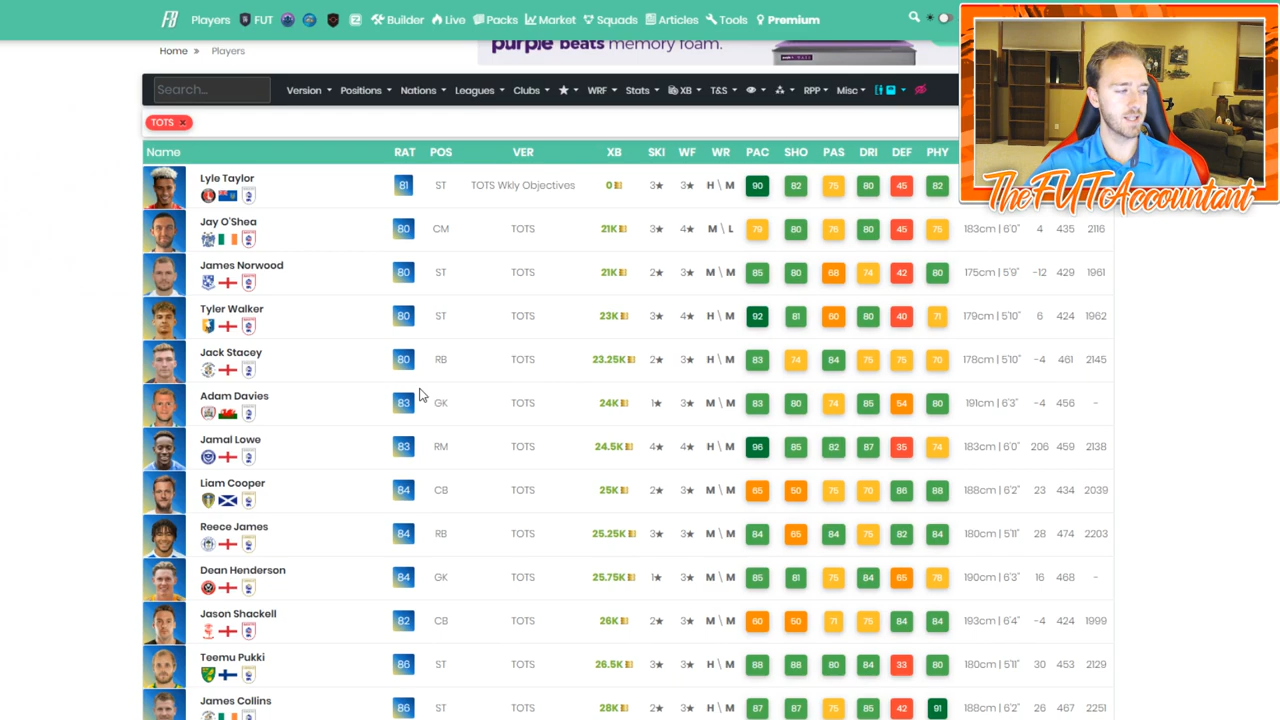 F8 Players FUT Builder Live Packs Market Squads Articles Tools Premium
Home » Players
purple beats memory foam.
Search... Version Positions Nations Leagues Clubs WRF Stats XB T&S RPP Misc
TOTS ×
Name RAT POS VER XB SKI WF WR PAC SHO PAS DRI DEF PHY
Lyle Taylor 81 ST TOTS Wkly Objectives 0 3★ 3★ H \ M 90 82 75 80 45 82
Jay O'Shea 80 CM TOTS 21K 3★ 4★ M \ L 79 80 76 80 45 75 183cm | 6'0" 4 435 2116
James Norwood 80 ST TOTS 21K 2★ 3★ M \ M 85 80 68 74 42 80 175cm | 5'9" -12 429 1961
Tyler Walker 80 ST TOTS 23K 3★ 4★ H \ M 92 81 60 80 40 71 179cm | 5'10" 6 424 1962
Jack Stacey 80 RB TOTS 23.25K 2★ 3★ H \ M 83 74 84 75 75 70 178cm | 5'10" -4 461 2145
Adam Davies 83 GK TOTS 24K 1★ 3★ M \ M 83 80 74 85 54 80 191cm | 6'3" -4 456 -
Jamal Lowe 83 RM TOTS 24.5K 4★ 4★ H \ M 96 85 82 87 35 74 183cm | 6'0" 206 459 2138
Liam Cooper 84 CB TOTS 25K 2★ 3★ M \ M 65 50 75 70 86 88 188cm | 6'2" 23 434 2039
Reece James 84 RB TOTS 25.25K 3★ 3★ M \ M 84 65 84 75 82 84 180cm | 5'11" 28 474 2203
Dean Henderson 84 GK TOTS 25.75K 1★ 3★ M \ M 85 81 75 84 65 78 190cm | 6'3" 16 468 -
Jason Shackell 82 CB TOTS 26K 2★ 3★ M \ M 60 50 71 75 84 84 193cm | 6'4" -4 424 1999
Teemu Pukki 86 ST TOTS 26.5K 3★ 3★ H \ M 88 88 80 84 33 80 180cm | 5'11" 30 453 2129
James Collins 86 ST TOTS 28K 2★ 3★ H \ M 87 87 75 85 42 91 188cm | 6'2" 26 467 2251
TheFUTAccountant